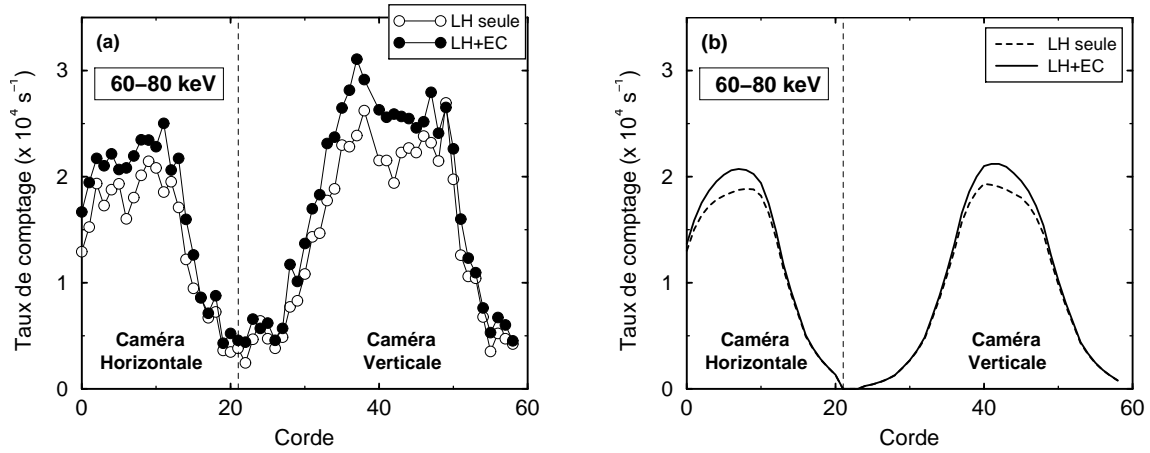 (a)
LH seule
LH+EC
60–80 keV
Taux de comptage (x 10⁴ s⁻¹)
3
2
1
0
Caméra
Horizontale
Caméra
Verticale
0
20
40
60
Corde
(b)
LH seule
LH+EC
60–80 keV
Taux de comptage (x 10⁴ s⁻¹)
3
2
1
0
Caméra
Horizontale
Caméra
Verticale
0
20
40
60
Corde